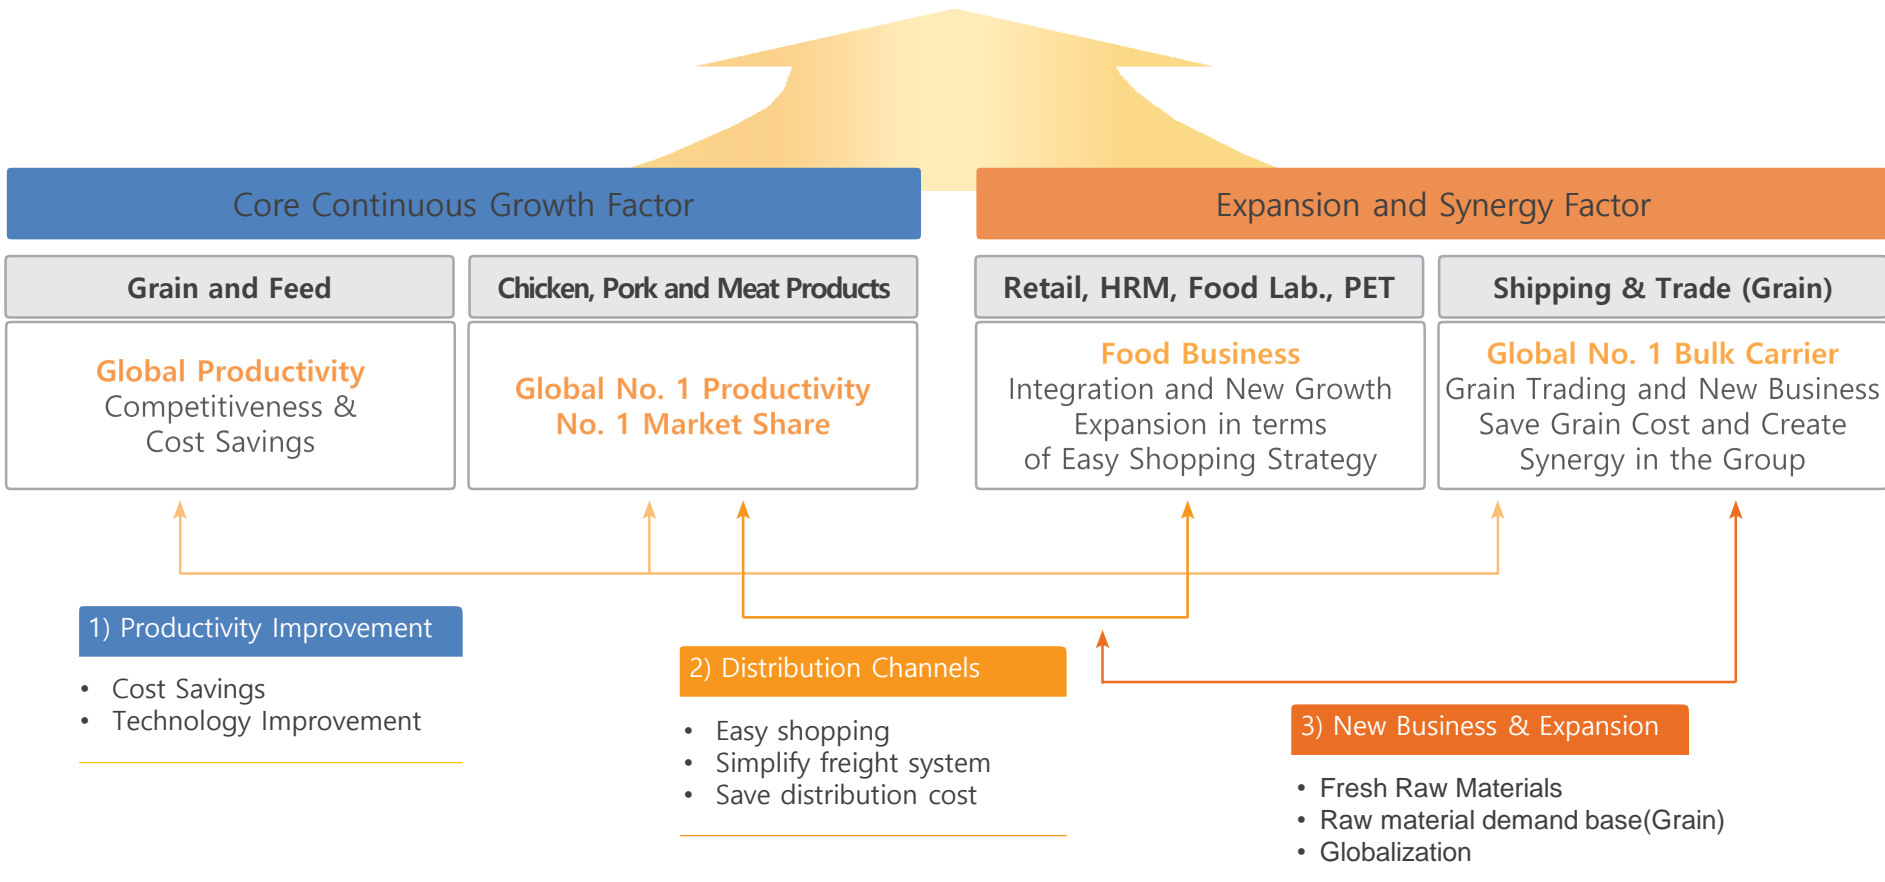 Core Continuous Growth Factor
Expansion and Synergy Factor
Grain and Feed
Global Productivity
Competitiveness &
Cost Savings
Chicken, Pork and Meat Products
Global No. 1 Productivity
No. 1 Market Share
Retail, HRM, Food Lab., PET
Food Business
Integration and New Growth
Expansion in terms
of Easy Shopping Strategy
Shipping & Trade (Grain)
Global No. 1 Bulk Carrier
Grain Trading and New Business
Save Grain Cost and Create
Synergy in the Group
1) Productivity Improvement
• Cost Savings
• Technology Improvement
2) Distribution Channels
• Easy shopping
• Simplify freight system
• Save distribution cost
3) New Business & Expansion
• Fresh Raw Materials
• Raw material demand base(Grain)
• Globalization